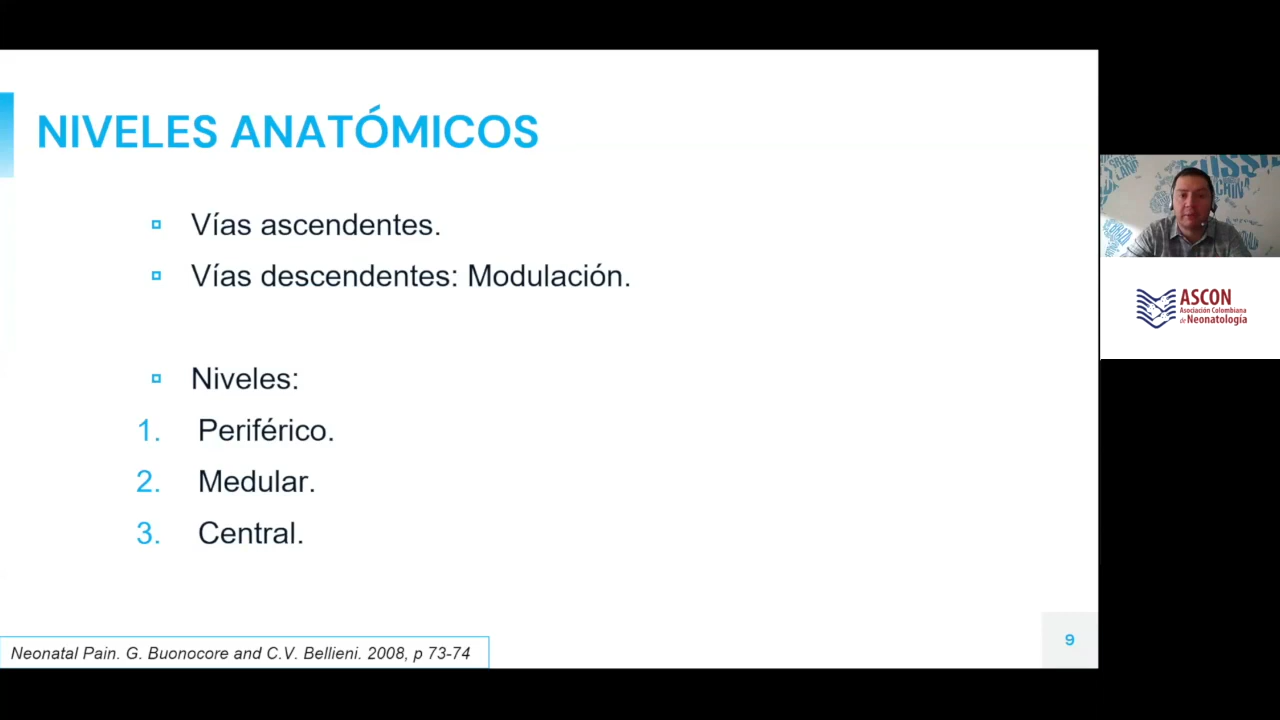 NIVELES ANATÓMICOS
▫ Vías ascendentes.
▫ Vías descendentes: Modulación.
▫ Niveles:
1. Periférico.
2. Medular.
3. Central.
Neonatal Pain. G. Buonocore and C.V. Bellieni. 2008, p 73-74
9
ASCON
Asociación Colombiana
de Neonatología